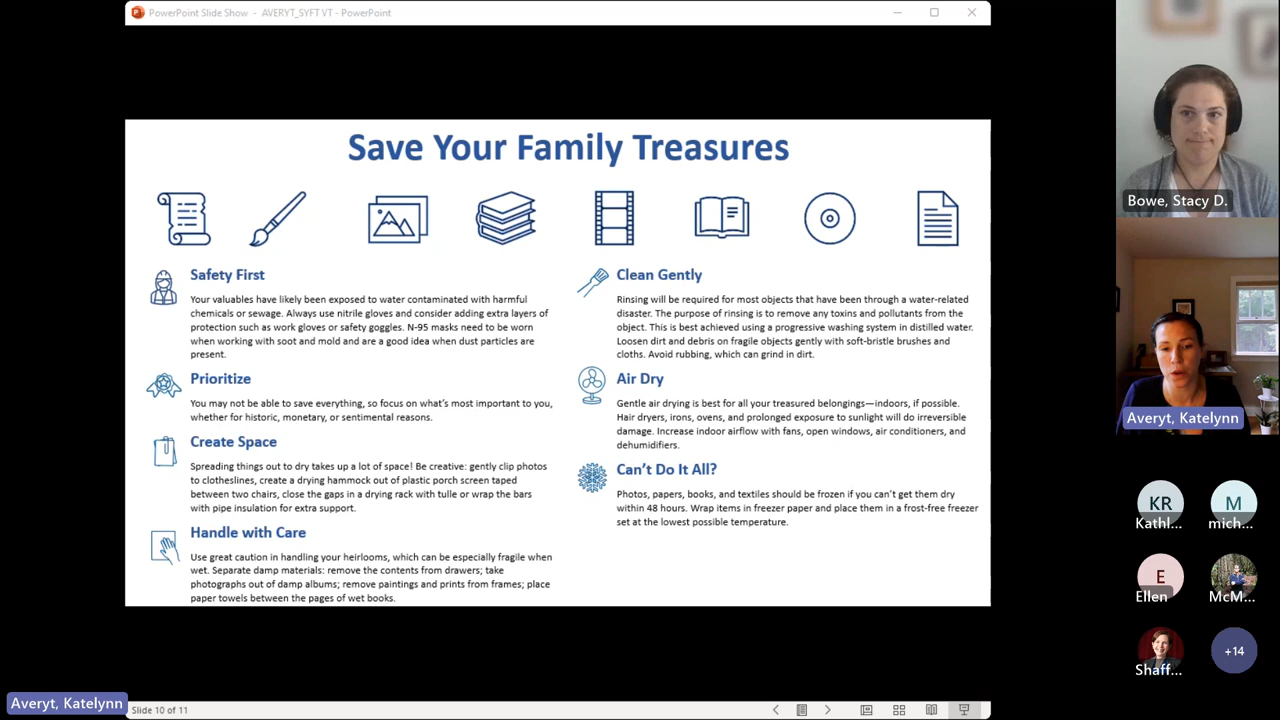 PowerPoint Slide Show - AVERYT_SYFT VT - PowerPoint
Save Your Family Treasures
Safety First
Your valuables have likely been exposed to water contaminated with harmful
chemicals or sewage. Always use nitrile gloves and consider adding extra layers of
protection such as work gloves or safety goggles. N-95 masks need to be worn
when working with soot and mold and are a good idea when dust particles are
present.
Prioritize
You may not be able to save everything, so focus on what's most important to you,
whether for historic, monetary, or sentimental reasons.
Create Space
Spreading things out to dry takes up a lot of space! Be creative: gently clip photos
to clotheslines, create a drying hammock out of plastic porch screen taped
between two chairs, close the gaps in a drying rack with tulle or wrap the bars
with pipe insulation for extra support.
Handle with Care
Use great caution in handling your heirlooms, which can be especially fragile when
wet. Separate damp materials: remove the contents from drawers; take
photographs out of damp albums; remove paintings and prints from frames; place
paper towels between the pages of wet books.
Clean Gently
Rinsing will be required for most objects that have been through a water-related
disaster. The purpose of rinsing is to remove any toxins and pollutants from the
object. This is best achieved using a progressive washing system in distilled water.
Loosen dirt and debris on fragile objects gently with soft-bristle brushes and
cloths. Avoid rubbing, which can grind in dirt.
Air Dry
Gentle air drying is best for all your treasured belongings—indoors, if possible.
Hair dryers, irons, ovens, and prolonged exposure to sunlight will do irreversible
damage. Increase indoor airflow with fans, open windows, air conditioners, and
dehumidifiers.
Can't Do It All?
Photos, papers, books, and textiles should be frozen if you can't get them dry
within 48 hours. Wrap items in freezer paper and place them in a frost-free freezer
set at the lowest possible temperature.
Bowe, Stacy D.
Averyt, Katelynn
KR
Kathl...
M
mich...
E
Ellen
McM...
Shaff...
+14
Averyt, Katelynn
Slide 10 of 11